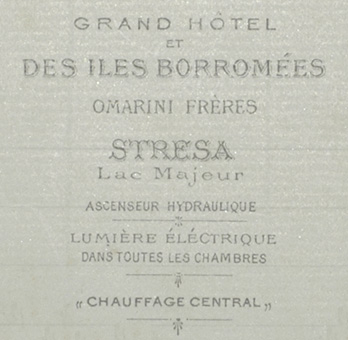 GRAND HÔTEL
ET
DES ILES BORROMÉES
OMARINI FRÈRES
STRESA
Lac Majeur
ASCENSEUR HYDRAULIQUE
LUMIÈRE ÉLÉCTRIQUE
DANS TOUTES LES CHAMBRES
„CHAUFFAGE CENTRAL„